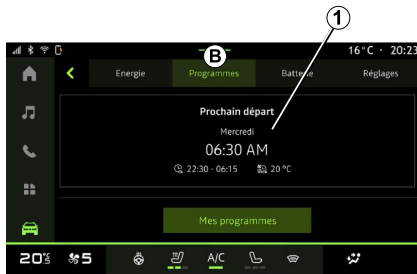 1
B
16°C · 20:23
Energie Programmes Batterie Réglages
Prochain départ
Mercredi
06:30 AM
22:30 - 06:15 20 °C
Mes programmes
20°5 5 A/C